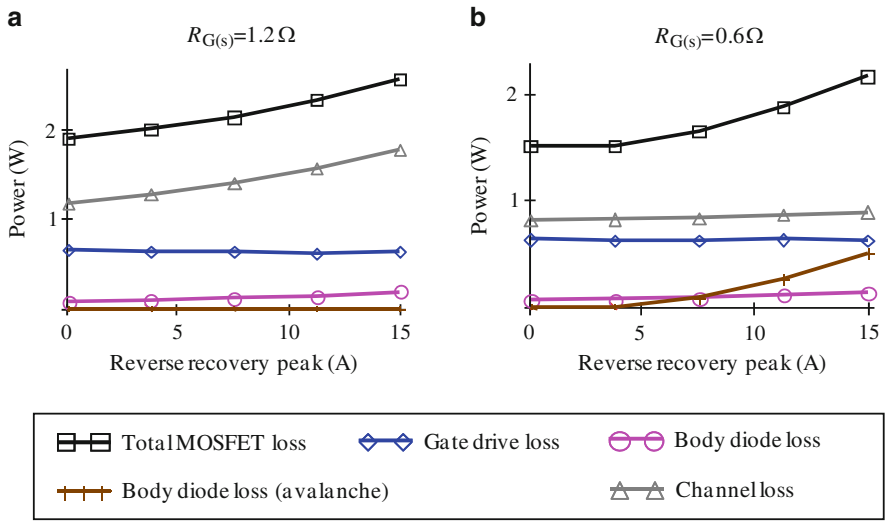 a
R_G(s)=1.2 Ω
2
1
Power (W)
0
5
10
15
Reverse recovery peak (A)
b
R_G(s)=0.6Ω
2
1
Power (W)
0
5
10
15
Reverse recovery peak (A)
Total MOSFET loss
Gate drive loss
Body diode loss
Body diode loss (avalanche)
Channel loss